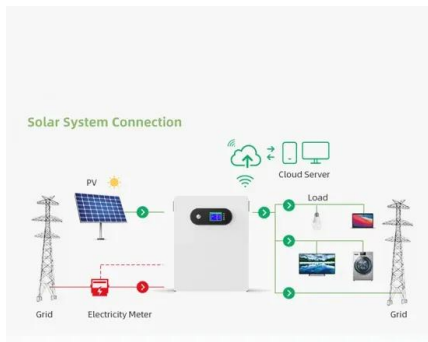 Solar System Connection
PV
Cloud Server
Load
Grid
Electricity Meter
Grid